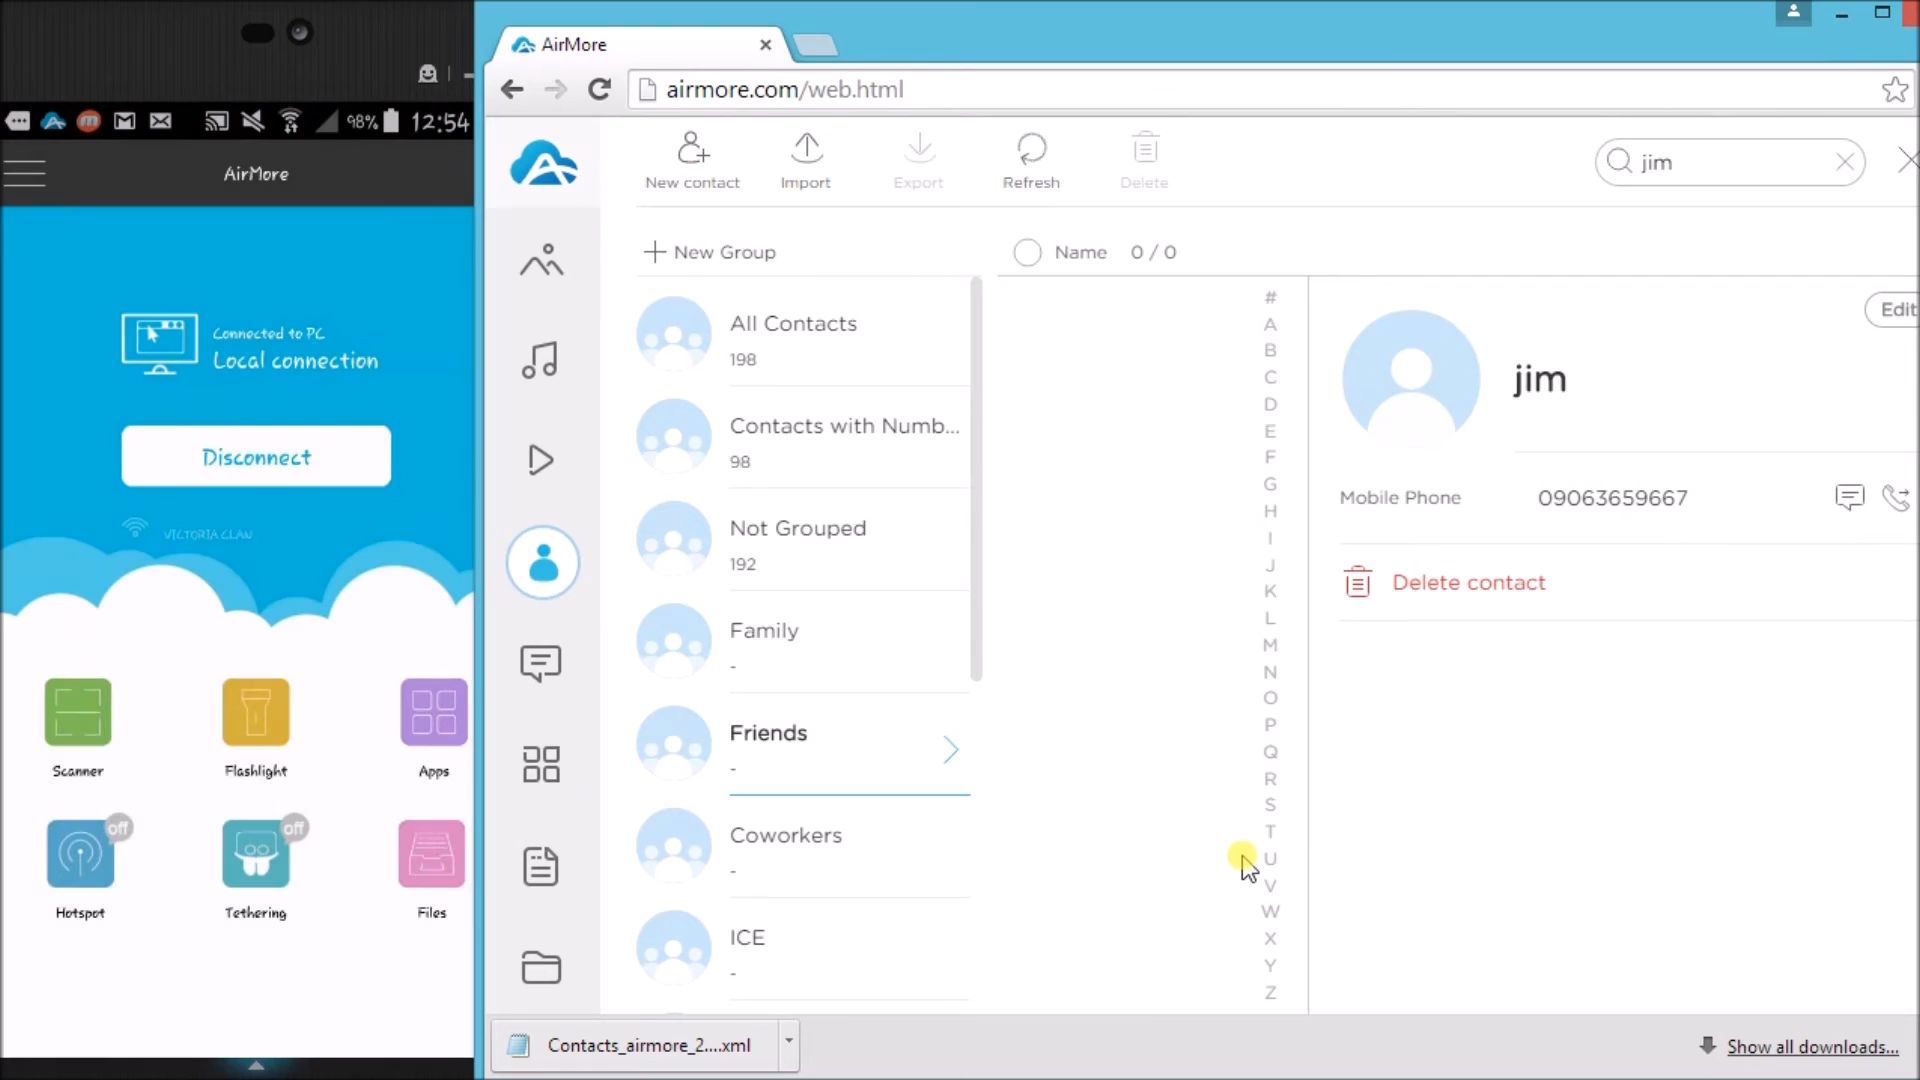 98% 12:54
AirMore
Connected to PC
Local connection
Disconnect
VICTORIA CLAN
Scanner
Flashlight
Apps
off
off
Hotspot
Tethering
Files
AirMore
airmore.com/web.html
New contact
Import
Export
Refresh
Delete
jim
New Group
All Contacts
198
Contacts with Numb...
98
Not Grouped
192
Family
-
Friends
-
Coworkers
-
ICE
-
Name 0 / 0
#
A
B
C
D
E
F
G
H
I
J
K
L
M
N
O
P
Q
R
S
T
U
V
W
X
Y
Z
Edit
jim
Mobile Phone 09063659667
Delete contact
Contacts_airmore_2....xml
Show all downloads...